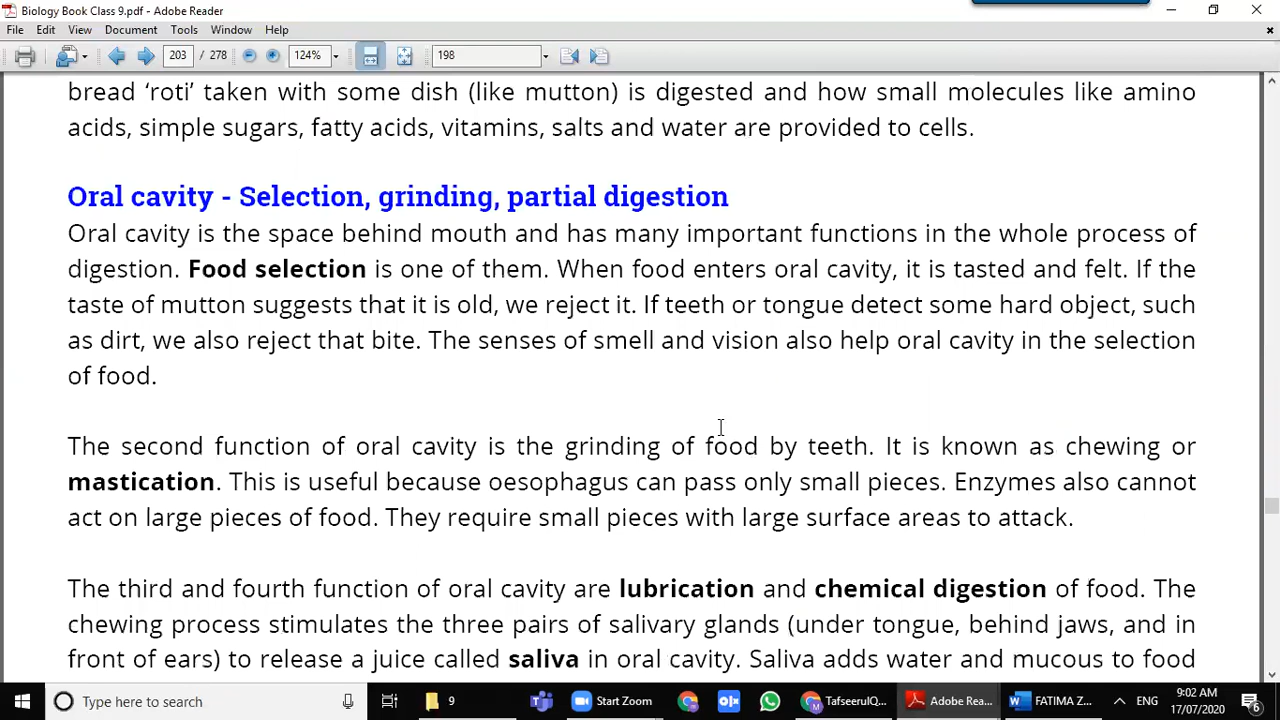 Biology Book Class 9.pdf - Adobe Reader
File Edit View Document Tools Window Help
203 / 278 124% 198
bread ‘roti’ taken with some dish (like mutton) is digested and how small molecules like amino
acids, simple sugars, fatty acids, vitamins, salts and water are provided to cells.
Oral cavity - Selection, grinding, partial digestion
Oral cavity is the space behind mouth and has many important functions in the whole process of
digestion. Food selection is one of them. When food enters oral cavity, it is tasted and felt. If the
taste of mutton suggests that it is old, we reject it. If teeth or tongue detect some hard object, such
as dirt, we also reject that bite. The senses of smell and vision also help oral cavity in the selection
of food.
The second function of oral cavity is the grinding of food by teeth. It is known as chewing or
mastication. This is useful because oesophagus can pass only small pieces. Enzymes also cannot
act on large pieces of food. They require small pieces with large surface areas to attack.
The third and fourth function of oral cavity are lubrication and chemical digestion of food. The
chewing process stimulates the three pairs of salivary glands (under tongue, behind jaws, and in
front of ears) to release a juice called saliva in oral cavity. Saliva adds water and mucous to food
Type here to search 9 Start Zoom TafseerulQ... Adobe Rea... FATIMA Z... ENG 9:02 AM
17/07/2020 6